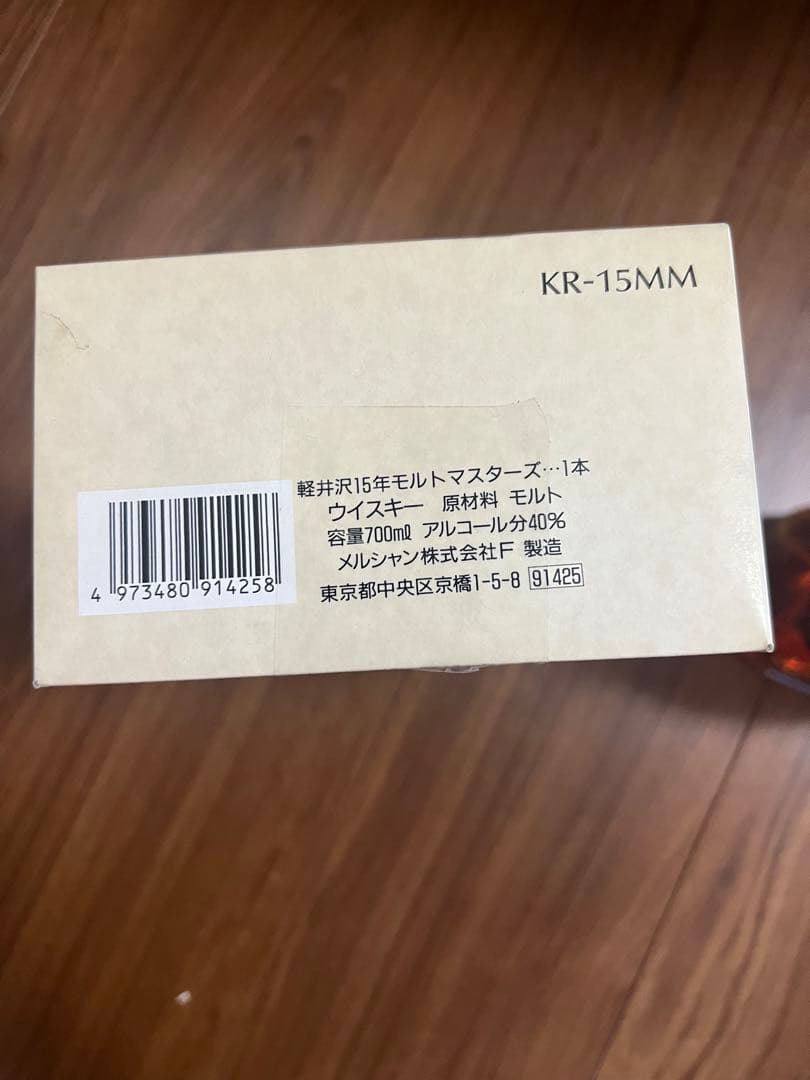 KR-15MM
軽井沢15年モルトマスターズ…1本
ウイスキー 原材料 モルト
容量700mℓ アルコール分40%
メルシャン株式会社F 製造
東京都中央区京橋1-5-8 91425
4 973480 914258